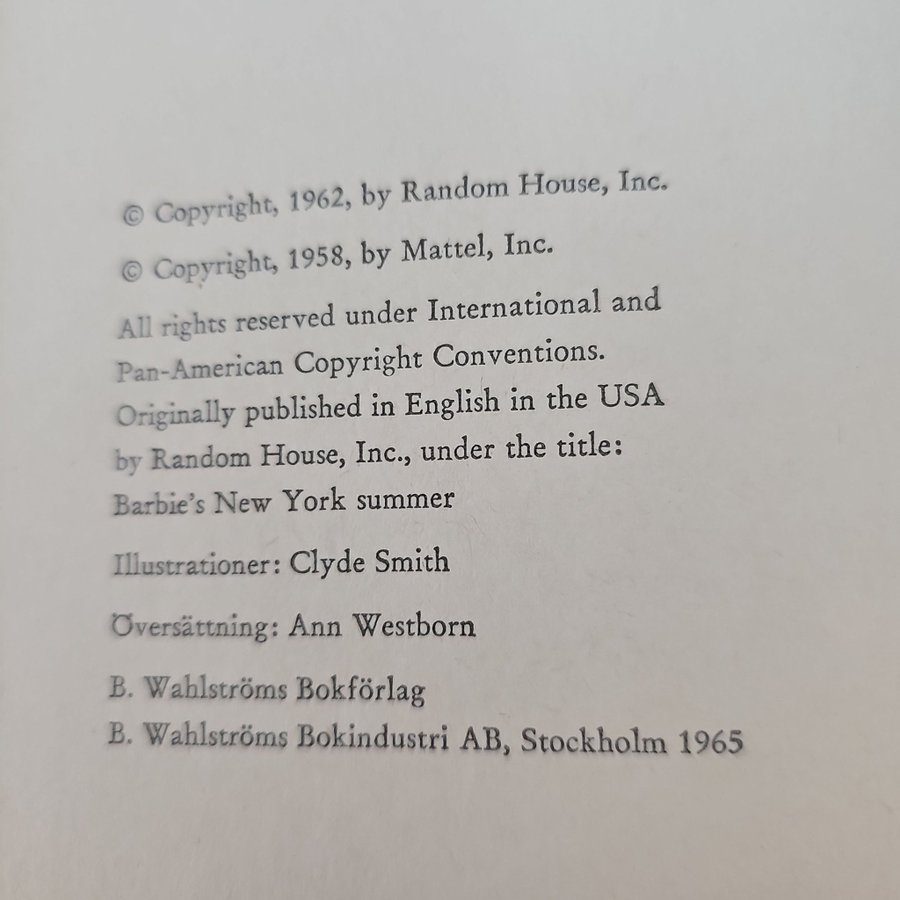 © Copyright, 1962, by Random House, Inc.
© Copyright, 1958, by Mattel, Inc.
All rights reserved under International and
Pan-American Copyright Conventions.
Originally published in English in the USA
by Random House, Inc., under the title:
Barbie's New York summer
Illustrationer: Clyde Smith
Översättning: Ann Westborn
B. Wahlströms Bokförlag
B. Wahlströms Bokindustri AB, Stockholm 1965